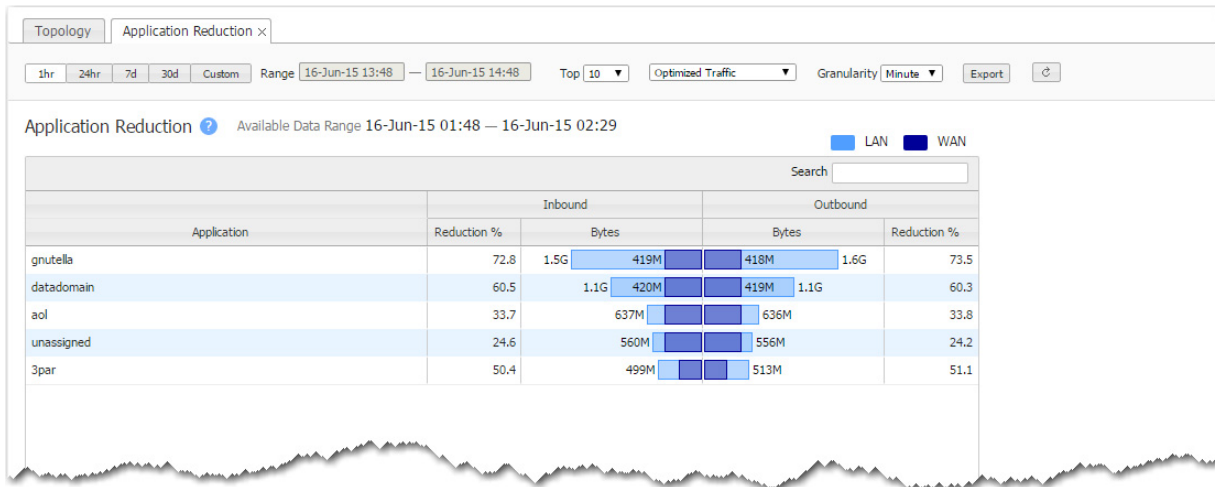 Topology Application Reduction ×
1hr 24hr 7d 30d Custom Range 16-Jun-15 13:48 — 16-Jun-15 14:48 Top 10 ▼ Optimized Traffic ▼ Granularity Minute ▼ Export
Application Reduction ? Available Data Range 16-Jun-15 01:48 — 16-Jun-15 02:29
LAN WAN
Search
Inbound Outbound
Application Reduction % Bytes Bytes Reduction %
gnutella 72.8 1.5G 419M 418M 1.6G 73.5
datadomain 60.5 1.1G 420M 419M 1.1G 60.3
aol 33.7 637M 636M 33.8
unassigned 24.6 560M 556M 24.2
3par 50.4 499M 513M 51.1